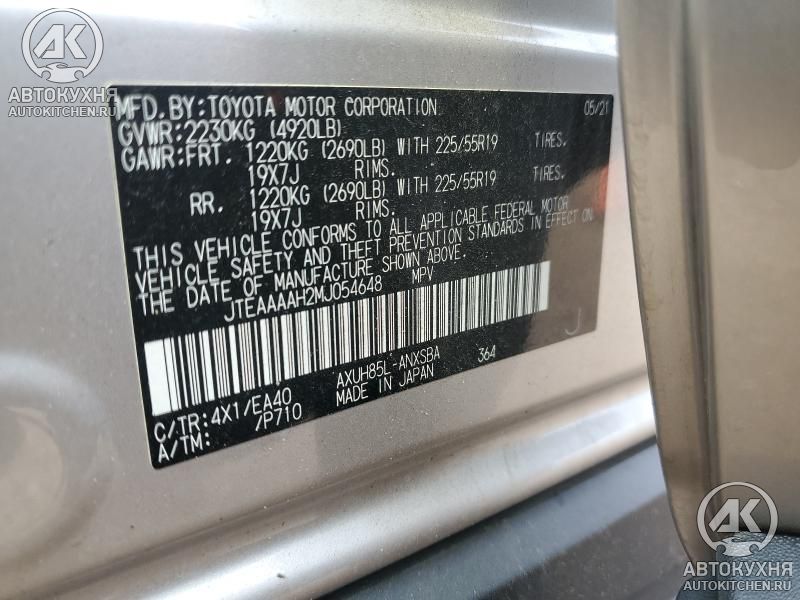 AK
АВТОКУХНЯ
AUTOKITCHEN.RU
MFD. BY: TOYOTA MOTOR CORPORATION 05/21
GVWR: 2230KG (4920LB)
GAWR: FRT. 1220KG (2690LB) WITH 225/55R19 TIRES.
19X7J RIMS.
RR. 1220KG (2690LB) WITH 225/55R19 TIRES.
19X7J RIMS.
THIS VEHICLE CONFORMS TO ALL APPLICABLE FEDERAL MOTOR
VEHICLE SAFETY AND THEFT PREVENTION STANDARDS IN EFFECT ON
THE DATE OF MANUFACTURE SHOWN ABOVE.
JTEAAAAH2MJ054648 MPV
J
AXUH85L-ANXSBA 364
C/TR: 4X1/EA40 MADE IN JAPAN
A/TM: /P710
AK
АВТОКУХНЯ
AUTOKITCHEN.RU